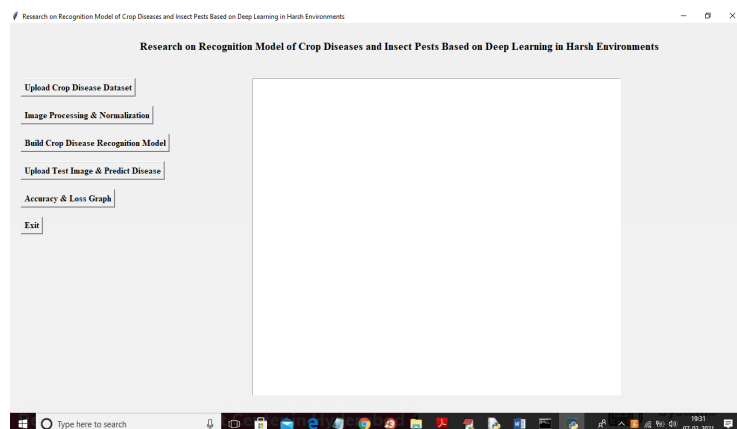 Research on Recognition Model of Crop Diseases and Insect Pests Based on Deep Learning in Harsh Environments
Research on Recognition Model of Crop Diseases and Insect Pests Based on Deep Learning in Harsh Environments
Upload Crop Disease Dataset
Image Processing & Normalization
Build Crop Disease Recognition Model
Upload Test Image & Predict Disease
Accuracy & Loss Graph
Exit
Type here to search
19:31